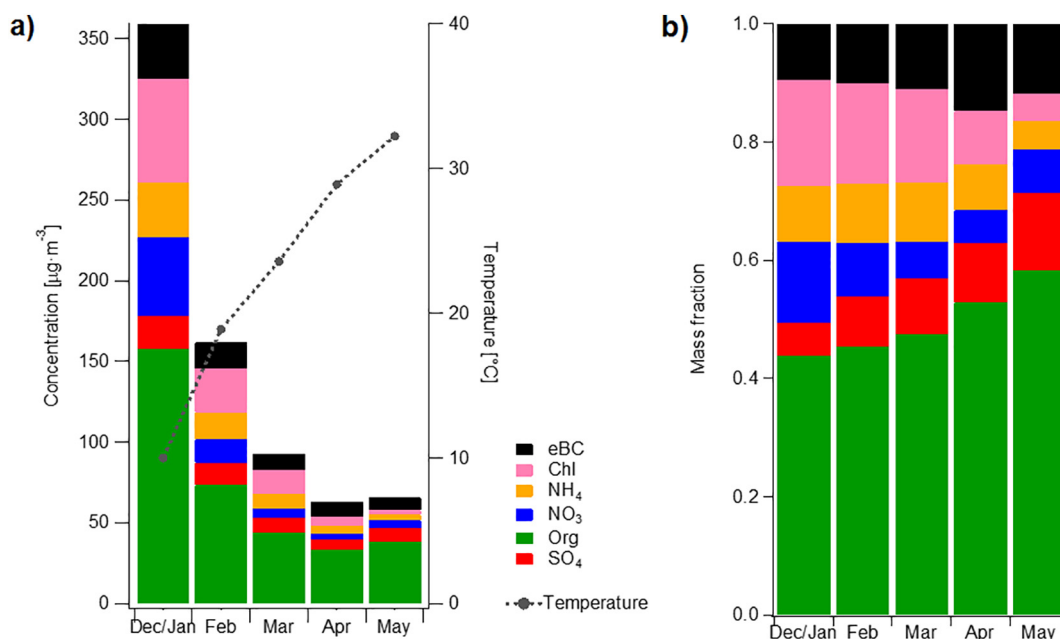 a)
Concentration [µg·m⁻³]
350
300
250
200
150
100
50
0
Dec/Jan Feb Mar Apr May
40
30
20
10
0
Temperature [°C]
eBC
Chl
NH₄
NO₃
Org
SO₄
Temperature
b)
Mass fraction
1.0
0.8
0.6
0.4
0.2
0.0
Dec/Jan Feb Mar Apr May